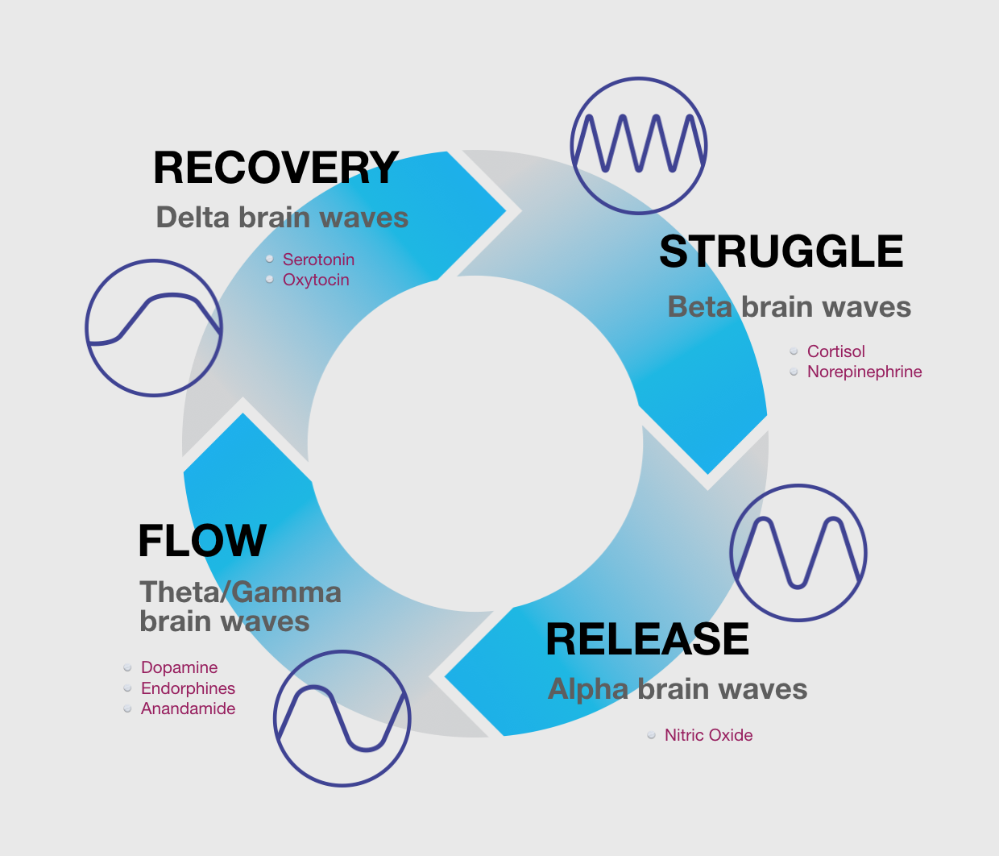 RECOVERY
Delta brain waves
Serotonin
Oxytocin
STRUGGLE
Beta brain waves
Cortisol
Norepinephrine
FLOW
Theta/Gamma
brain waves
Dopamine
Endorphines
Anandamide
RELEASE
Alpha brain waves
Nitric Oxide